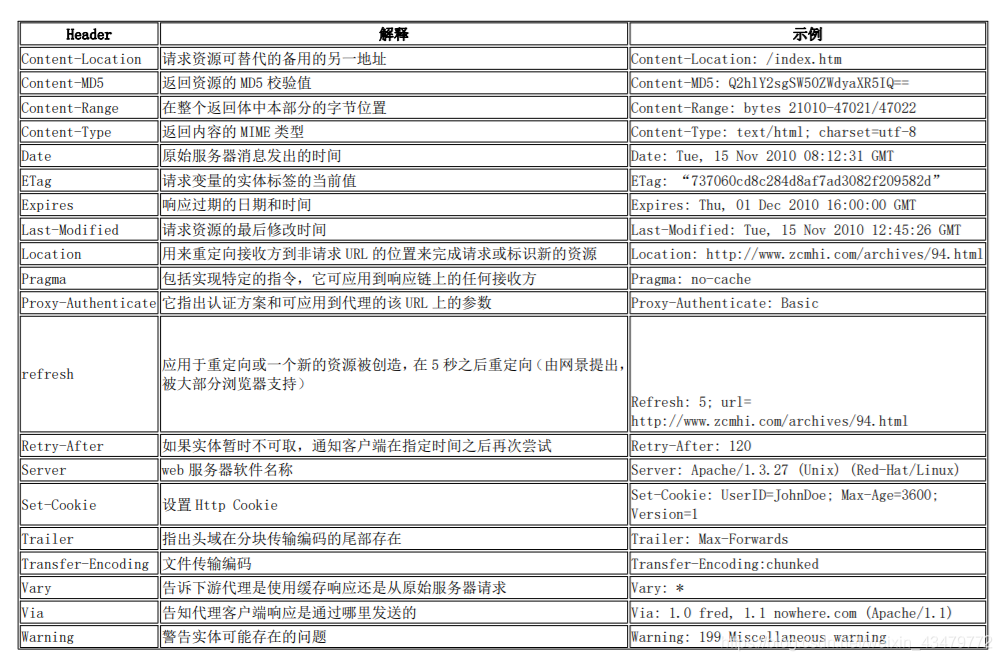 Header 解释 示例
Content-Location 请求资源可替代的备用的另一地址 Content-Location: /index.htm
Content-MD5 返回资源的 MD5 校验值 Content-MD5: Q2hlY2sgSW50ZWdyaXR5IQ==
Content-Range 在整个返回体中本部分的字节位置 Content-Range: bytes 21010-47021/47022
Content-Type 返回内容的 MIME 类型 Content-Type: text/html; charset=utf-8
Date 原始服务器消息发出的时间 Date: Tue, 15 Nov 2010 08:12:31 GMT
ETag 请求变量的实体标签的当前值 ETag: “737060cd8c284d8af7ad3082f209582d”
Expires 响应过期的日期和时间 Expires: Thu, 01 Dec 2010 16:00:00 GMT
Last-Modified 请求资源的最后修改时间 Last-Modified: Tue, 15 Nov 2010 12:45:26 GMT
Location 用来重定向接收方到非请求 URL 的位置来完成请求或标识新的资源 Location: http://www.zcmhi.com/archives/94.html
Pragma 包括实现特定的指令，它可应用到响应链上的任何接收方 Pragma: no-cache
Proxy-Authenticate 它指出认证方案和可应用到代理的该 URL 上的参数 Proxy-Authenticate: Basic
refresh
应用于重定向或一个新的资源被创造，在 5 秒之后重定向（由网景提出，
被大部分浏览器支持）
Refresh: 5; url=
http://www.zcmhi.com/archives/94.html
Retry-After 如果实体暂时不可取，通知客户端在指定时间之后再次尝试 Retry-After: 120
Server web 服务器软件名称 Server: Apache/1.3.27 (Unix) (Red-Hat/Linux)
Set-Cookie 设置 Http Cookie
Set-Cookie: UserID=JohnDoe; Max-Age=3600;
Version=1
Trailer 指出头域在分块传输编码的尾部存在 Trailer: Max-Forwards
Transfer-Encoding 文件传输编码 Transfer-Encoding:chunked
Vary 告诉下游代理是使用缓存响应还是从原始服务器请求 Vary: *
Via 告知代理客户端响应是通过哪里发送的 Via: 1.0 fred, 1.1 nowhere.com (Apache/1.1)
Warning 警告实体可能存在的问题 Warning: 199 Miscellaneous warning